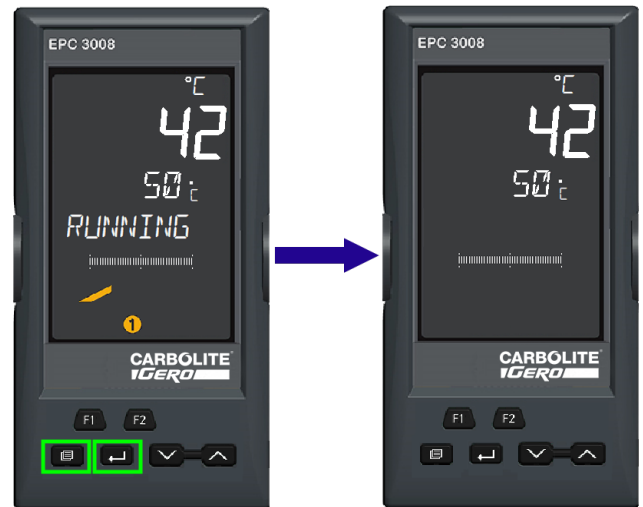 EPC 3008
°C
42
50 °C
RUNNING
1
CARBOLITE
GERO
F1 F2
EPC 3008
°C
42
50 °C
CARBOLITE
GERO
F1 F2